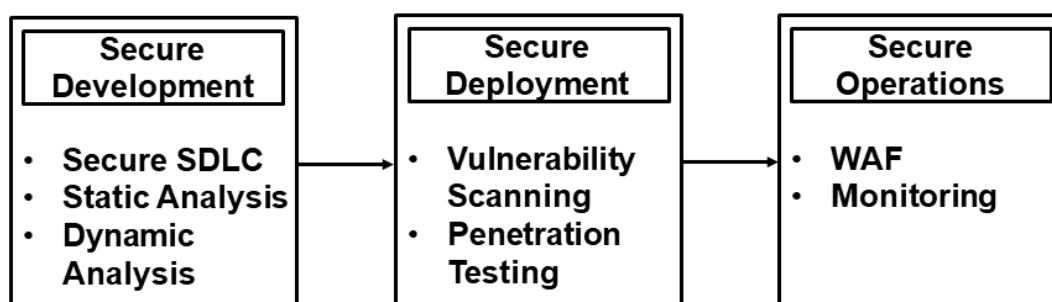 Secure
Development
• Secure SDLC
• Static Analysis
• Dynamic
Analysis
Secure
Deployment
• Vulnerability
Scanning
• Penetration
Testing
Secure
Operations
• WAF
• Monitoring